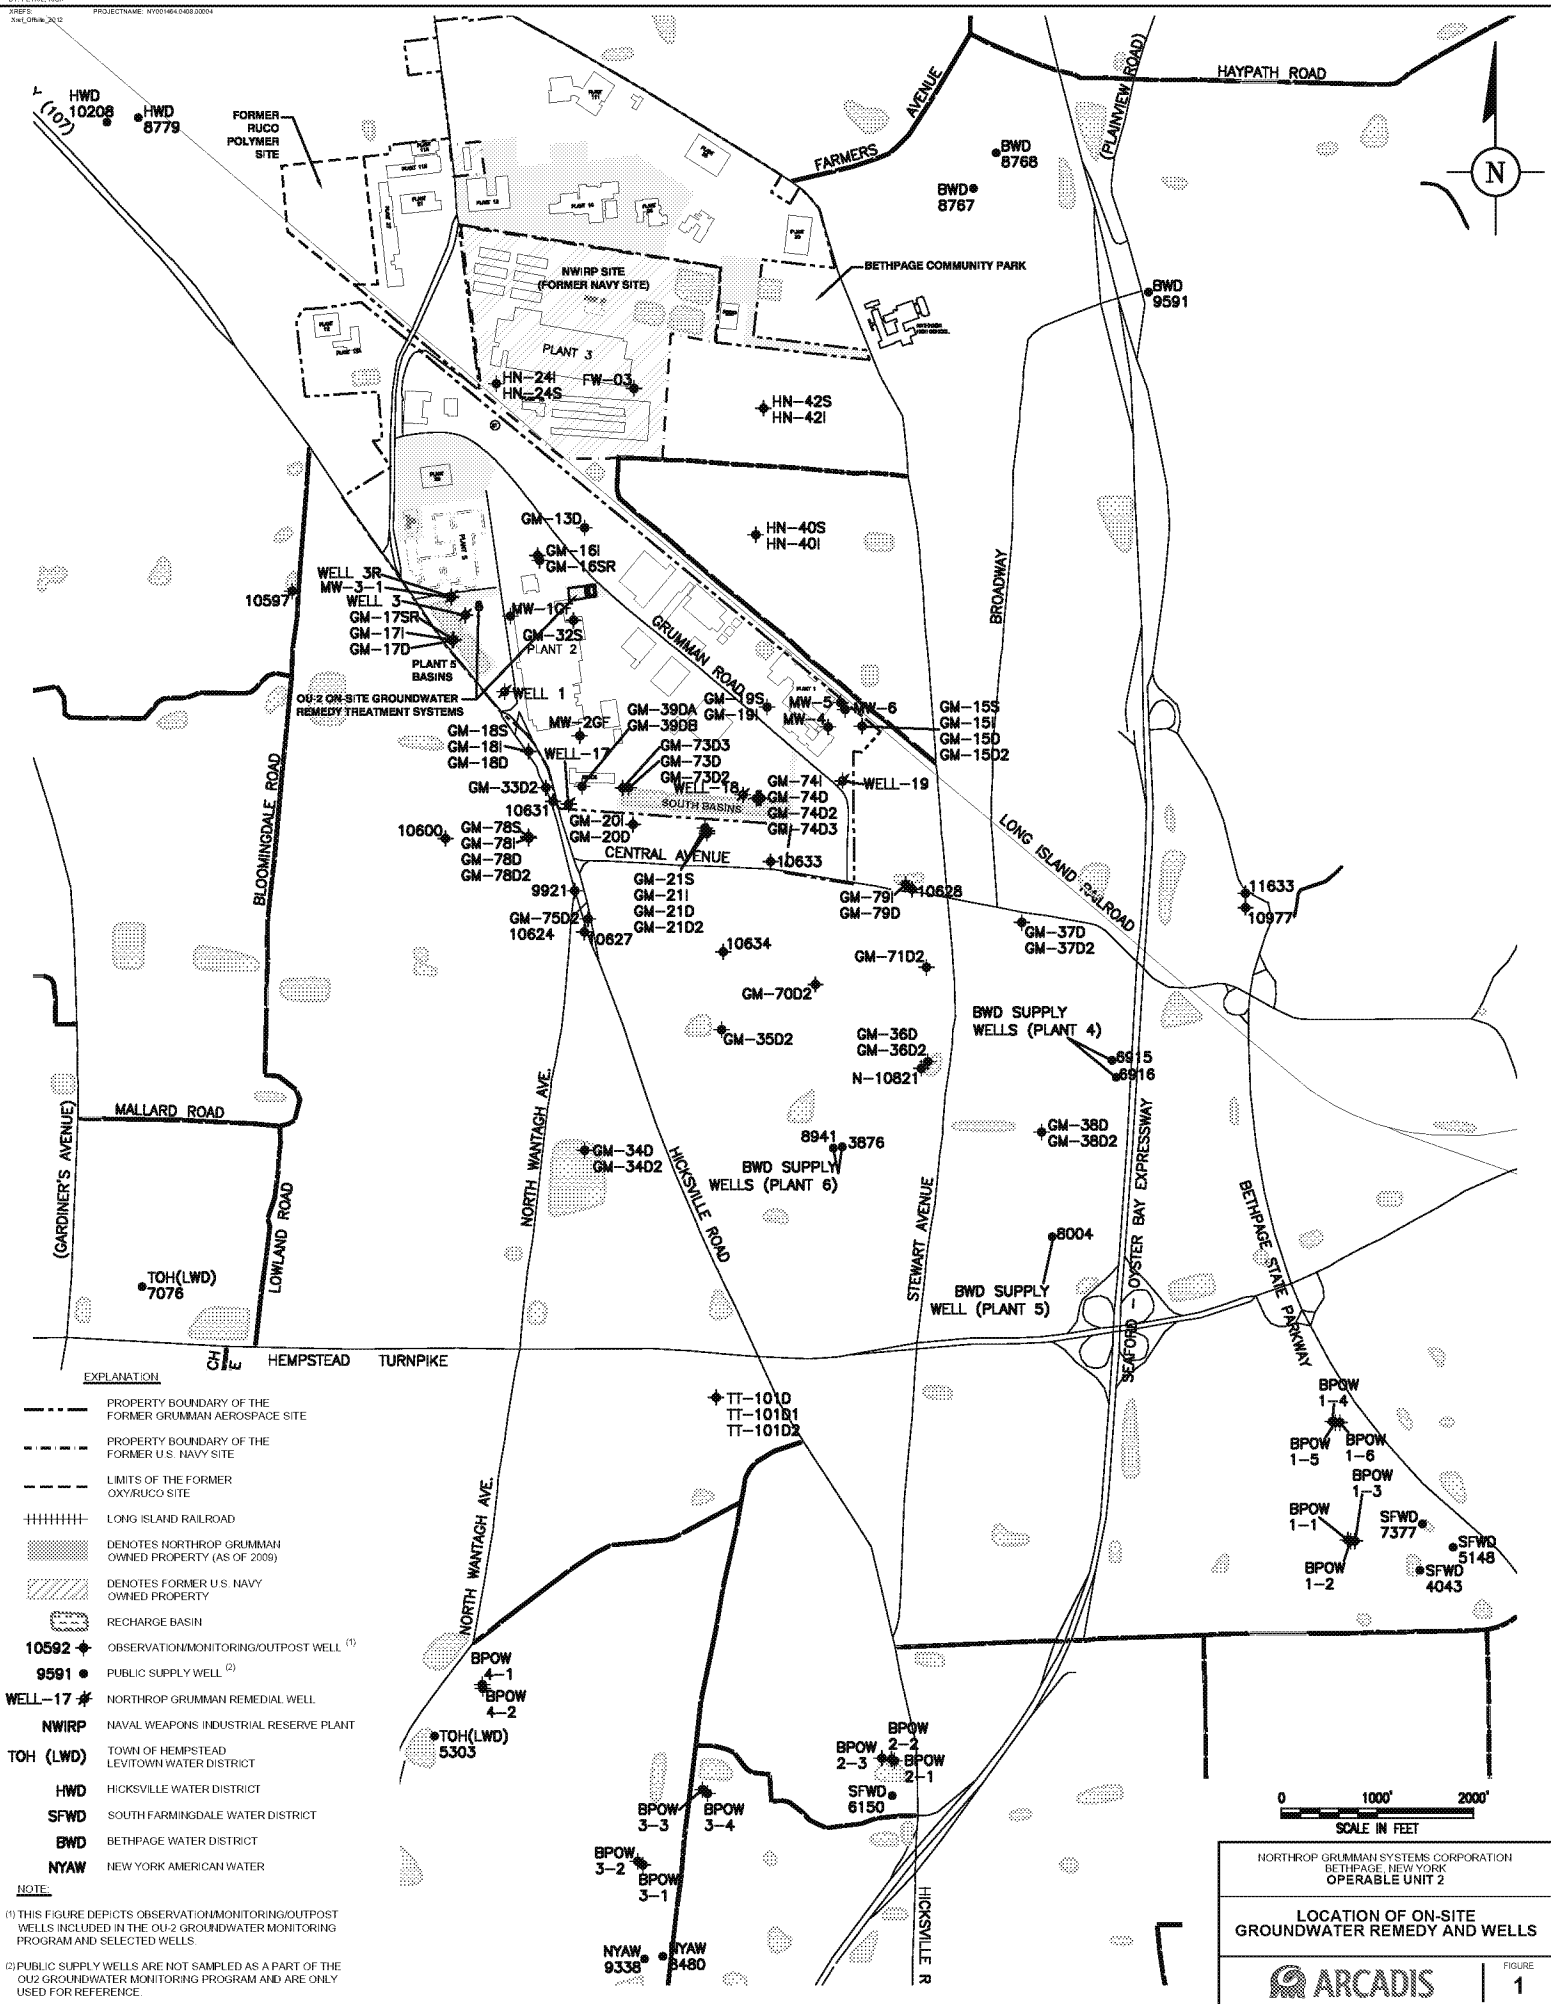 XREFS:
PROJECTNAME: NY001464.0408.00004
HWD
10208
HWD
8779
(107)
FORMER
RUCO
POLYMER
SITE
FARMERS
AVENUE
HAYPATH ROAD
(PLAINVIEW ROAD)
N
BWD
8768
BWD
8767
BETHPAGE COMMUNITY PARK
BWD
9591
NWIRP SITE
(FORMER NAVY SITE)
PLANT 3
HN-24I
HN-24S
FW-03
HN-42S
HN-42I
HN-40S
HN-40I
GM-13D
GM-16I
GM-16SR
PLANT 5
WELL 3R
MW-3-1
WELL 3
GM-17SR
GM-17I
GM-17D
10597
PLANT 5
BASINS
MW-1GF
GM-32S
PLANT 2
GRUMMAN ROAD
BROADWAY
OU-2 ON-SITE GROUNDWATER
REMEDY TREATMENT SYSTEMS
WELL 1
MW-2GF
GM-39DA
GM-39DB
GM-19S
GM-19I
PLANT 1
MW-5
MW-6
MW-4
GM-15S
GM-15I
GM-15D
GM-15D2
GM-18S
GM-18I
GM-18D
WELL-17
GM-73D3
GM-73D
GM-73D2
WELL-18
GM-74I
GM-74D
GM-74D2
GM-74D3
WELL-19
GM-33D2
10631
SOUTH BASINS
BLOOMINGDALE ROAD
10600
GM-78S
GM-78I
GM-78D
GM-78D2
GM-20I
GM-20D
CENTRAL AVENUE
10633
LONG ISLAND RAILROAD
9921
GM-21S
GM-21I
GM-21D
GM-21D2
GM-79I
GM-79D
10628
11633
10977
GM-75D2
10624
10627
10634
GM-37D
GM-37D2
GM-71D2
GM-70D2
GM-35D2
BWD SUPPLY
WELLS (PLANT 4)
GM-36D
GM-36D2
N-10821
6915
6916
MALLARD ROAD
(GARDINER'S AVENUE)
LOWLAND ROAD
NORTH WANTAGH AVE.
HICKSVILLE ROAD
GM-34D
GM-34D2
8941
3876
BWD SUPPLY
WELLS (PLANT 6)
GM-38D
GM-38D2
STEWART AVENUE
SEAFORD - OYSTER BAY EXPRESSWAY
BETHPAGE STATE PARKWAY
8004
BWD SUPPLY
WELL (PLANT 5)
TOH(LWD)
7076
HEMPSTEAD TURNPIKE
TT-101D
TT-101D1
TT-101D2
BPOW
1-4
BPOW
1-5
BPOW
1-6
BPOW
1-3
BPOW
1-1
BPOW
1-2
SFWD
7377
SFWD
5148
SFWD
4043
NORTH WANTAGH AVE.
BPOW
4-1
BPOW
4-2
TOH(LWD)
5303
BPOW
2-2
BPOW
2-3
BPOW
2-1
SFWD
6150
BPOW
3-3
BPOW
3-4
BPOW
3-2
BPOW
3-1
NYAW
9338
NYAW
8480
HICKSVILLE R
EXPLANATION
PROPERTY BOUNDARY OF THE
FORMER GRUMMAN AEROSPACE SITE
PROPERTY BOUNDARY OF THE
FORMER U.S. NAVY SITE
LIMITS OF THE FORMER
OXY/RUCO SITE
LONG ISLAND RAILROAD
DENOTES NORTHROP GRUMMAN
OWNED PROPERTY (AS OF 2009)
DENOTES FORMER U.S. NAVY
OWNED PROPERTY
RECHARGE BASIN
10592 OBSERVATION/MONITORING/OUTPOST WELL (1)
9591 PUBLIC SUPPLY WELL (2)
WELL-17 NORTHROP GRUMMAN REMEDIAL WELL
NWIRP NAVAL WEAPONS INDUSTRIAL RESERVE PLANT
TOH (LWD) TOWN OF HEMPSTEAD
LEVITOWN WATER DISTRICT
HWD HICKSVILLE WATER DISTRICT
SFWD SOUTH FARMINGDALE WATER DISTRICT
BWD BETHPAGE WATER DISTRICT
NYAW NEW YORK AMERICAN WATER
NOTE:
(1) THIS FIGURE DEPICTS OBSERVATION/MONITORING/OUTPOST
WELLS INCLUDED IN THE OU-2 GROUNDWATER MONITORING
PROGRAM AND SELECTED WELLS.
(2) PUBLIC SUPPLY WELLS ARE NOT SAMPLED AS A PART OF THE
OU2 GROUNDWATER MONITORING PROGRAM AND ARE ONLY
USED FOR REFERENCE.
0 1000' 2000'
SCALE IN FEET
NORTHROP GRUMMAN SYSTEMS CORPORATION
BETHPAGE, NEW YORK
OPERABLE UNIT 2
LOCATION OF ON-SITE
GROUNDWATER REMEDY AND WELLS
ARCADIS
FIGURE
1